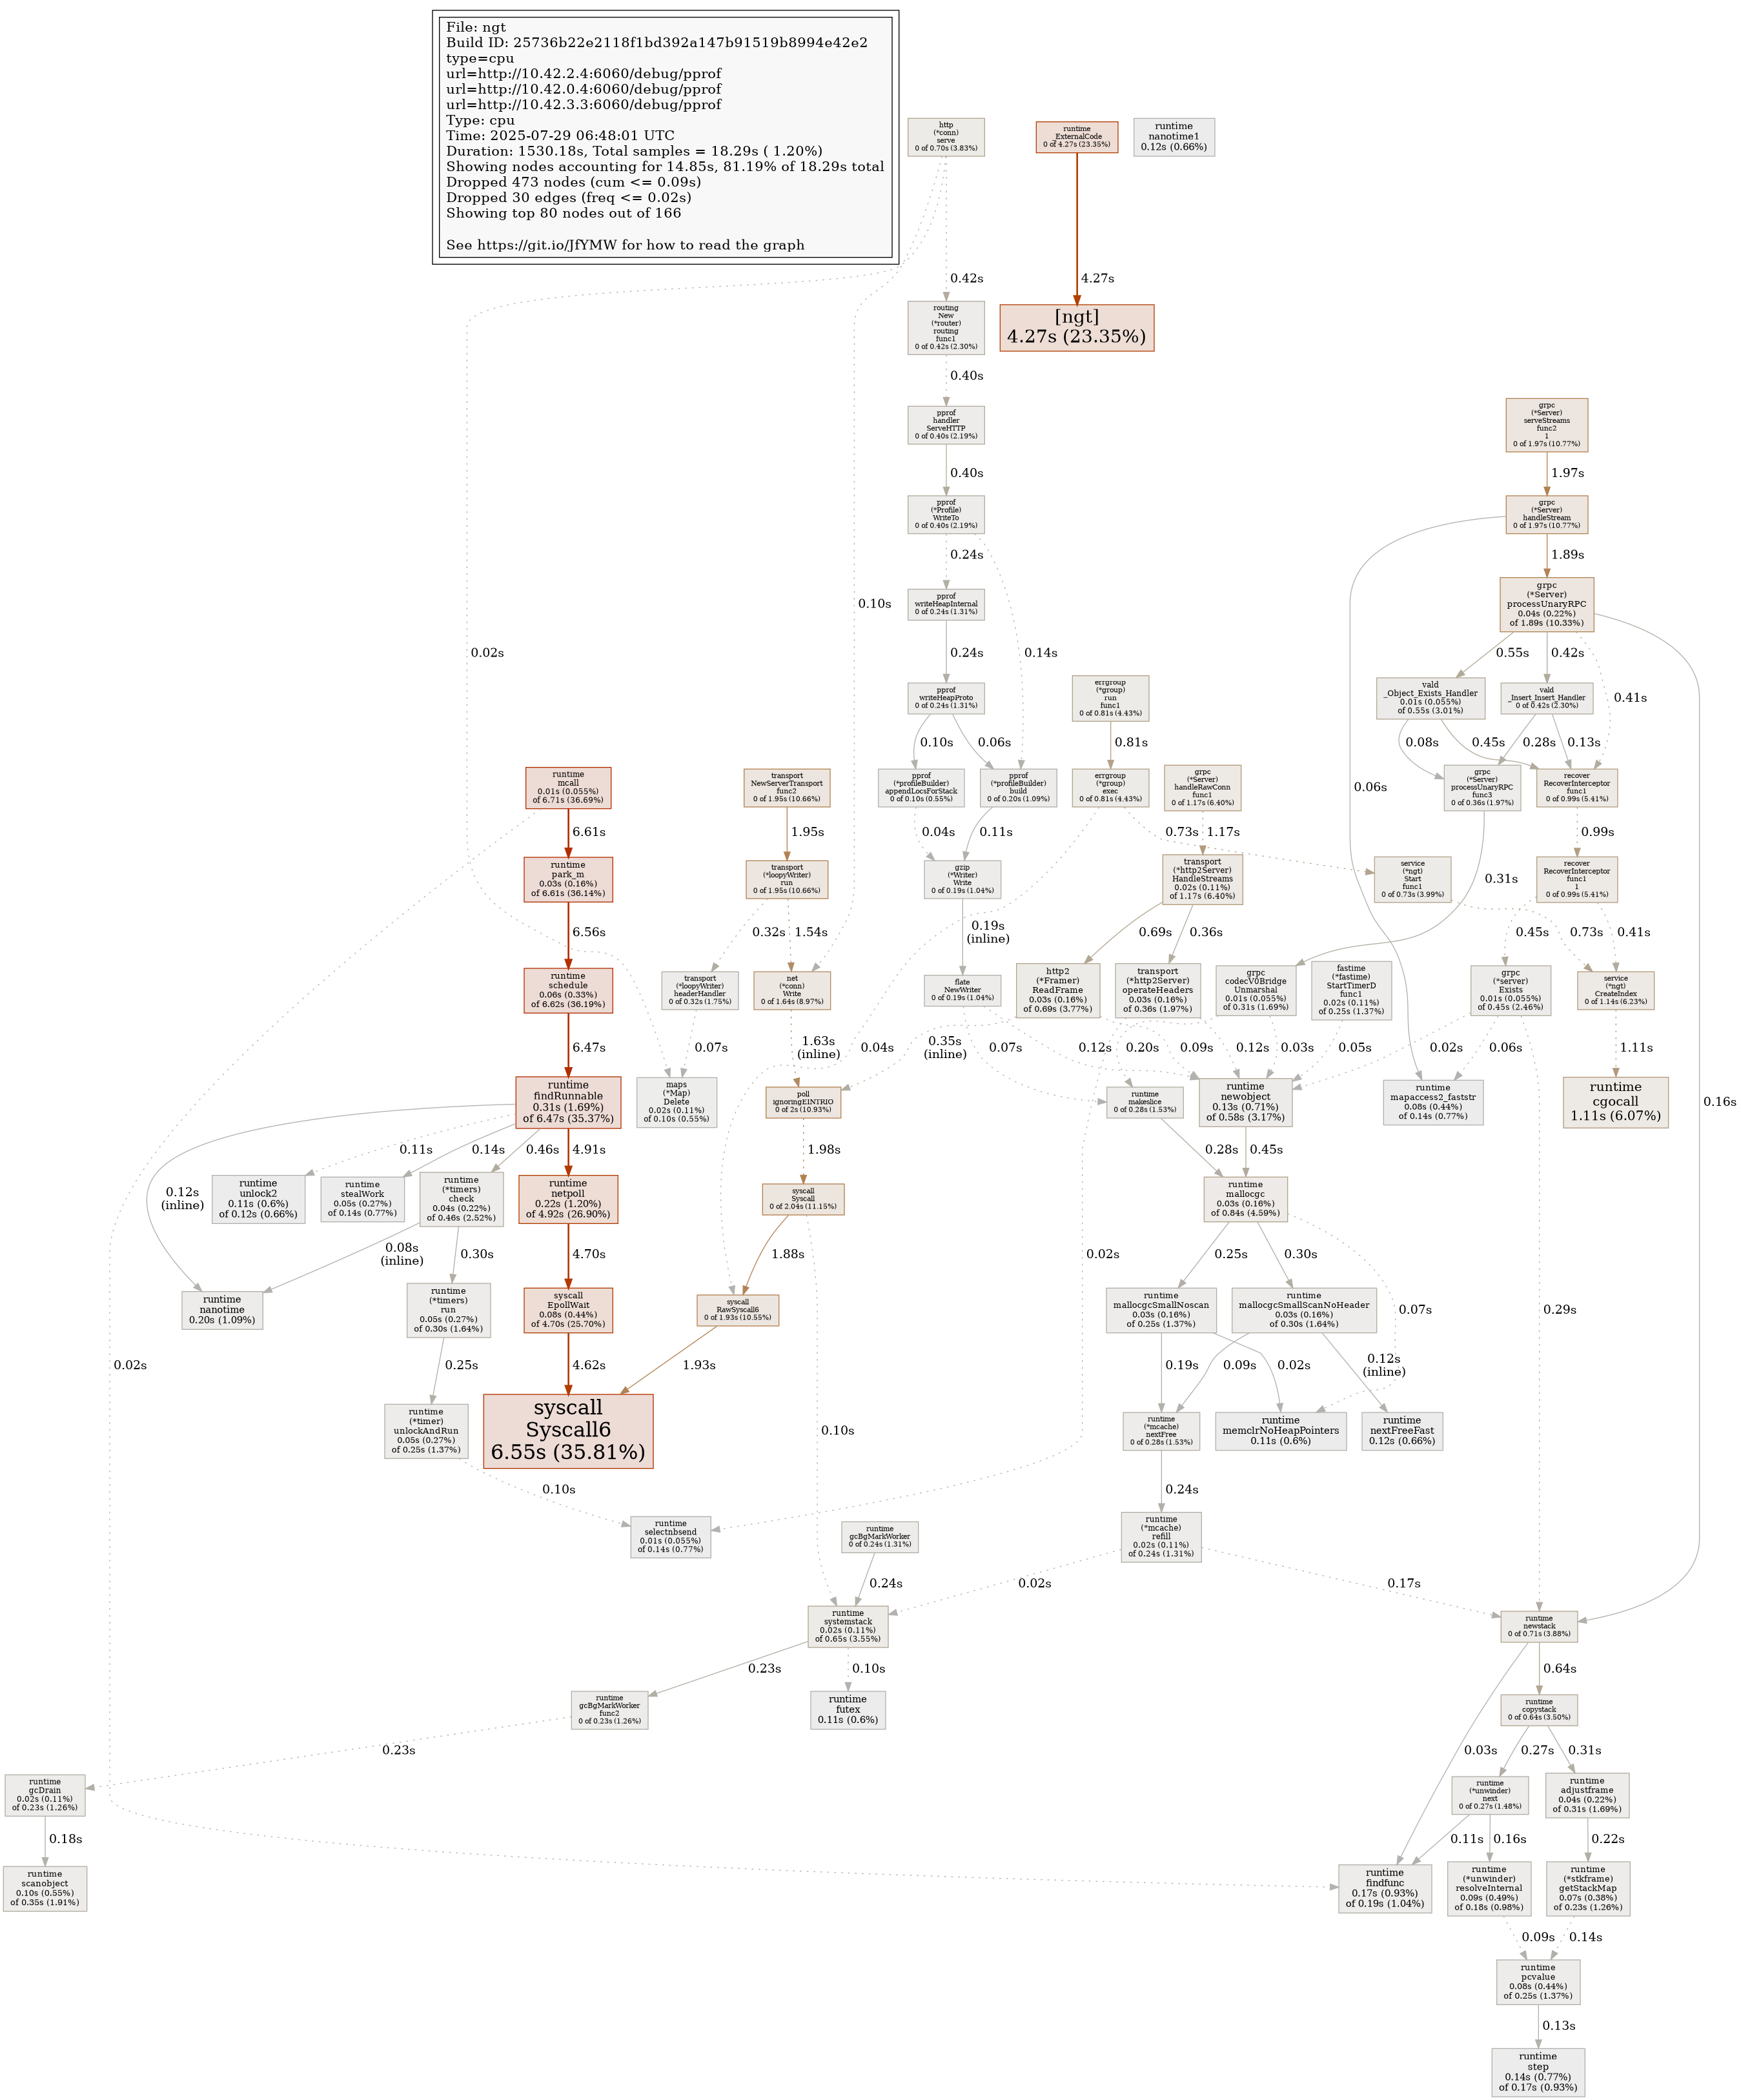 File: ngt
Build ID: 25736b22e2118f1bd392a147b91519b8994e42e2
type=cpu
url=http://10.42.2.4:6060/debug/pprof
url=http://10.42.0.4:6060/debug/pprof
url=http://10.42.3.3:6060/debug/pprof
Type: cpu
Time: 2025-07-29 06:48:01 UTC
Duration: 1530.18s, Total samples = 18.29s ( 1.20%)
Showing nodes accounting for 14.85s, 81.19% of 18.29s total
Dropped 473 nodes (cum <= 0.09s)
Dropped 30 edges (freq <= 0.02s)
Showing top 80 nodes out of 166
See https://git.io/JfYMW for how to read the graph
http
(*conn)
serve
0 of 0.70s (3.83%)
runtime
_ExternalCode
0 of 4.27s (23.35%)
runtime
nanotime1
0.12s (0.66%)
0.42s
4.27s
routing
New
(*router)
routing
func1
0 of 0.42s (2.30%)
[ngt]
4.27s (23.35%)
0.40s
pprof
handler
ServeHTTP
0 of 0.40s (2.19%)
grpc
(*Server)
serveStreams
func2
1
0 of 1.97s (10.77%)
0.40s
1.97s
pprof
(*Profile)
WriteTo
0 of 0.40s (2.19%)
grpc
(*Server)
handleStream
0 of 1.97s (10.77%)
0.24s
1.89s
0.10s
pprof
writeHeapInternal
0 of 0.24s (1.31%)
grpc
(*Server)
processUnaryRPC
0.04s (0.22%)
of 1.89s (10.33%)
0.02s
0.24s
0.14s
0.55s
0.42s
pprof
writeHeapProto
0 of 0.24s (1.31%)
errgroup
(*group)
run
func1
0 of 0.81s (4.43%)
vald
_Object_Exists_Handler
0.01s (0.055%)
of 0.55s (3.01%)
vald
_Insert_Insert_Handler
0 of 0.42s (2.30%)
0.41s
0.10s
0.06s
0.81s
0.08s
0.45s
0.28s
0.13s
runtime
mcall
0.01s (0.055%)
of 6.71s (36.69%)
transport
NewServerTransport
func2
0 of 1.95s (10.66%)
pprof
(*profileBuilder)
appendLocsForStack
0 of 0.10s (0.55%)
pprof
(*profileBuilder)
build
0 of 0.20s (1.09%)
errgroup
(*group)
exec
0 of 0.81s (4.43%)
grpc
(*Server)
handleRawConn
func1
0 of 1.17s (6.40%)
grpc
(*Server)
processUnaryRPC
func3
0 of 0.36s (1.97%)
recover
RecoverInterceptor
func1
0 of 0.99s (5.41%)
0.06s
6.61s
1.95s
0.04s
0.11s
0.73s
1.17s
0.99s
runtime
park_m
0.03s (0.16%)
of 6.61s (36.14%)
transport
(*loopyWriter)
run
0 of 1.95s (10.66%)
gzip
(*Writer)
Write
0 of 0.19s (1.04%)
transport
(*http2Server)
HandleStreams
0.02s (0.11%)
of 1.17s (6.40%)
service
(*ngt)
Start
func1
0 of 0.73s (3.99%)
recover
RecoverInterceptor
func1
1
0 of 0.99s (5.41%)
0.31s
6.56s
0.32s
1.54s
0.19s
(inline)
0.69s
0.36s
0.45s
0.73s
0.41s
runtime
schedule
0.06s (0.33%)
of 6.62s (36.19%)
transport
(*loopyWriter)
headerHandler
0 of 0.32s (1.75%)
net
(*conn)
Write
0 of 1.64s (8.97%)
flate
NewWriter
0 of 0.19s (1.04%)
http2
(*Framer)
ReadFrame
0.03s (0.16%)
of 0.69s (3.77%)
transport
(*http2Server)
operateHeaders
0.03s (0.16%)
of 0.36s (1.97%)
grpc
codecV0Bridge
Unmarshal
0.01s (0.055%)
of 0.31s (1.69%)
fastime
(*fastime)
StartTimerD
func1
0.02s (0.11%)
of 0.25s (1.37%)
grpc
(*server)
Exists
0.01s (0.055%)
of 0.45s (2.46%)
service
(*ngt)
CreateIndex
0 of 1.14s (6.23%)
6.47s
0.07s
1.63s
(inline)
0.04s
0.35s
(inline)
0.07s
0.12s
0.20s
0.09s
0.12s
0.03s
0.05s
0.02s
0.06s
1.11s
runtime
findRunnable
0.31s (1.69%)
of 6.47s (35.37%)
maps
(*Map)
Delete
0.02s (0.11%)
of 0.10s (0.55%)
poll
ignoringEINTRIO
0 of 2s (10.93%)
runtime
makeslice
0 of 0.28s (1.53%)
runtime
newobject
0.13s (0.71%)
of 0.58s (3.17%)
runtime
mapaccess2_faststr
0.08s (0.44%)
of 0.14s (0.77%)
runtime
cgocall
1.11s (6.07%)
0.16s
0.11s
0.14s
0.46s
4.91s
1.98s
0.28s
0.45s
0.12s
(inline)
runtime
unlock2
0.11s (0.6%)
of 0.12s (0.66%)
runtime
stealWork
0.05s (0.27%)
of 0.14s (0.77%)
runtime
(*timers)
check
0.04s (0.22%)
of 0.46s (2.52%)
runtime
netpoll
0.22s (1.20%)
of 4.92s (26.90%)
syscall
Syscall
0 of 2.04s (11.15%)
runtime
mallocgc
0.03s (0.16%)
of 0.84s (4.59%)
0.08s
(inline)
0.30s
4.70s
1.88s
0.02s
0.25s
0.30s
0.07s
0.29s
runtime
nanotime
0.20s (1.09%)
runtime
(*timers)
run
0.05s (0.27%)
of 0.30s (1.64%)
syscall
EpollWait
0.08s (0.44%)
of 4.70s (25.70%)
syscall
RawSyscall6
0 of 1.93s (10.55%)
runtime
mallocgcSmallNoscan
0.03s (0.16%)
of 0.25s (1.37%)
runtime
mallocgcSmallScanNoHeader
0.03s (0.16%)
of 0.30s (1.64%)
0.02s
0.25s
4.62s
1.93s
0.19s
0.09s
0.02s
0.12s
(inline)
runtime
(*timer)
unlockAndRun
0.05s (0.27%)
of 0.25s (1.37%)
syscall
Syscall6
6.55s (35.81%)
0.10s
runtime
(*mcache)
nextFree
0 of 0.28s (1.53%)
runtime
memclrNoHeapPointers
0.11s (0.6%)
runtime
nextFreeFast
0.12s (0.66%)
0.10s
0.24s
runtime
selectnbsend
0.01s (0.055%)
of 0.14s (0.77%)
runtime
gcBgMarkWorker
0 of 0.24s (1.31%)
runtime
(*mcache)
refill
0.02s (0.11%)
of 0.24s (1.31%)
0.24s
0.02s
0.17s
runtime
systemstack
0.02s (0.11%)
of 0.65s (3.55%)
runtime
newstack
0 of 0.71s (3.88%)
0.23s
0.10s
0.64s
runtime
gcBgMarkWorker
func2
0 of 0.23s (1.26%)
runtime
futex
0.11s (0.6%)
runtime
copystack
0 of 0.64s (3.50%)
0.23s
0.03s
0.27s
0.31s
runtime
gcDrain
0.02s (0.11%)
of 0.23s (1.26%)
runtime
(*unwinder)
next
0 of 0.27s (1.48%)
runtime
adjustframe
0.04s (0.22%)
of 0.31s (1.69%)
0.18s
0.11s
0.16s
0.22s
runtime
scanobject
0.10s (0.55%)
of 0.35s (1.91%)
runtime
findfunc
0.17s (0.93%)
of 0.19s (1.04%)
runtime
(*unwinder)
resolveInternal
0.09s (0.49%)
of 0.18s (0.98%)
runtime
(*stkframe)
getStackMap
0.07s (0.38%)
of 0.23s (1.26%)
0.09s
0.14s
runtime
pcvalue
0.08s (0.44%)
of 0.25s (1.37%)
0.13s
runtime
step
0.14s (0.77%)
of 0.17s (0.93%)